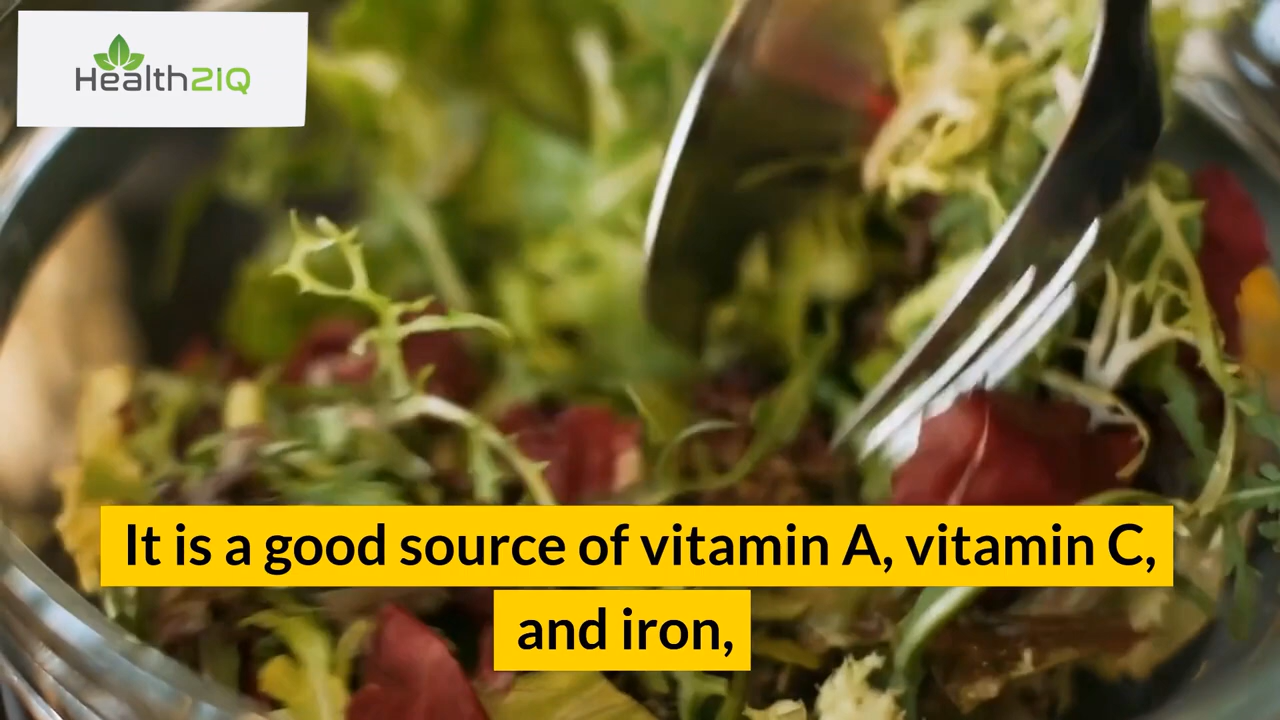 Health2IQ
It is a good source of vitamin A, vitamin C,
and iron,